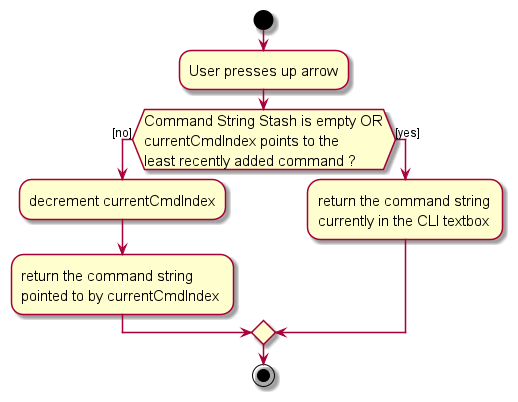 User presses up arrow
Command String Stash is empty OR
currentCmdIndex points to the
least recently added command ?
[no]
[yes]
decrement currentCmdIndex
return the command string
currently in the CLI textbox
return the command string
pointed to by currentCmdIndex